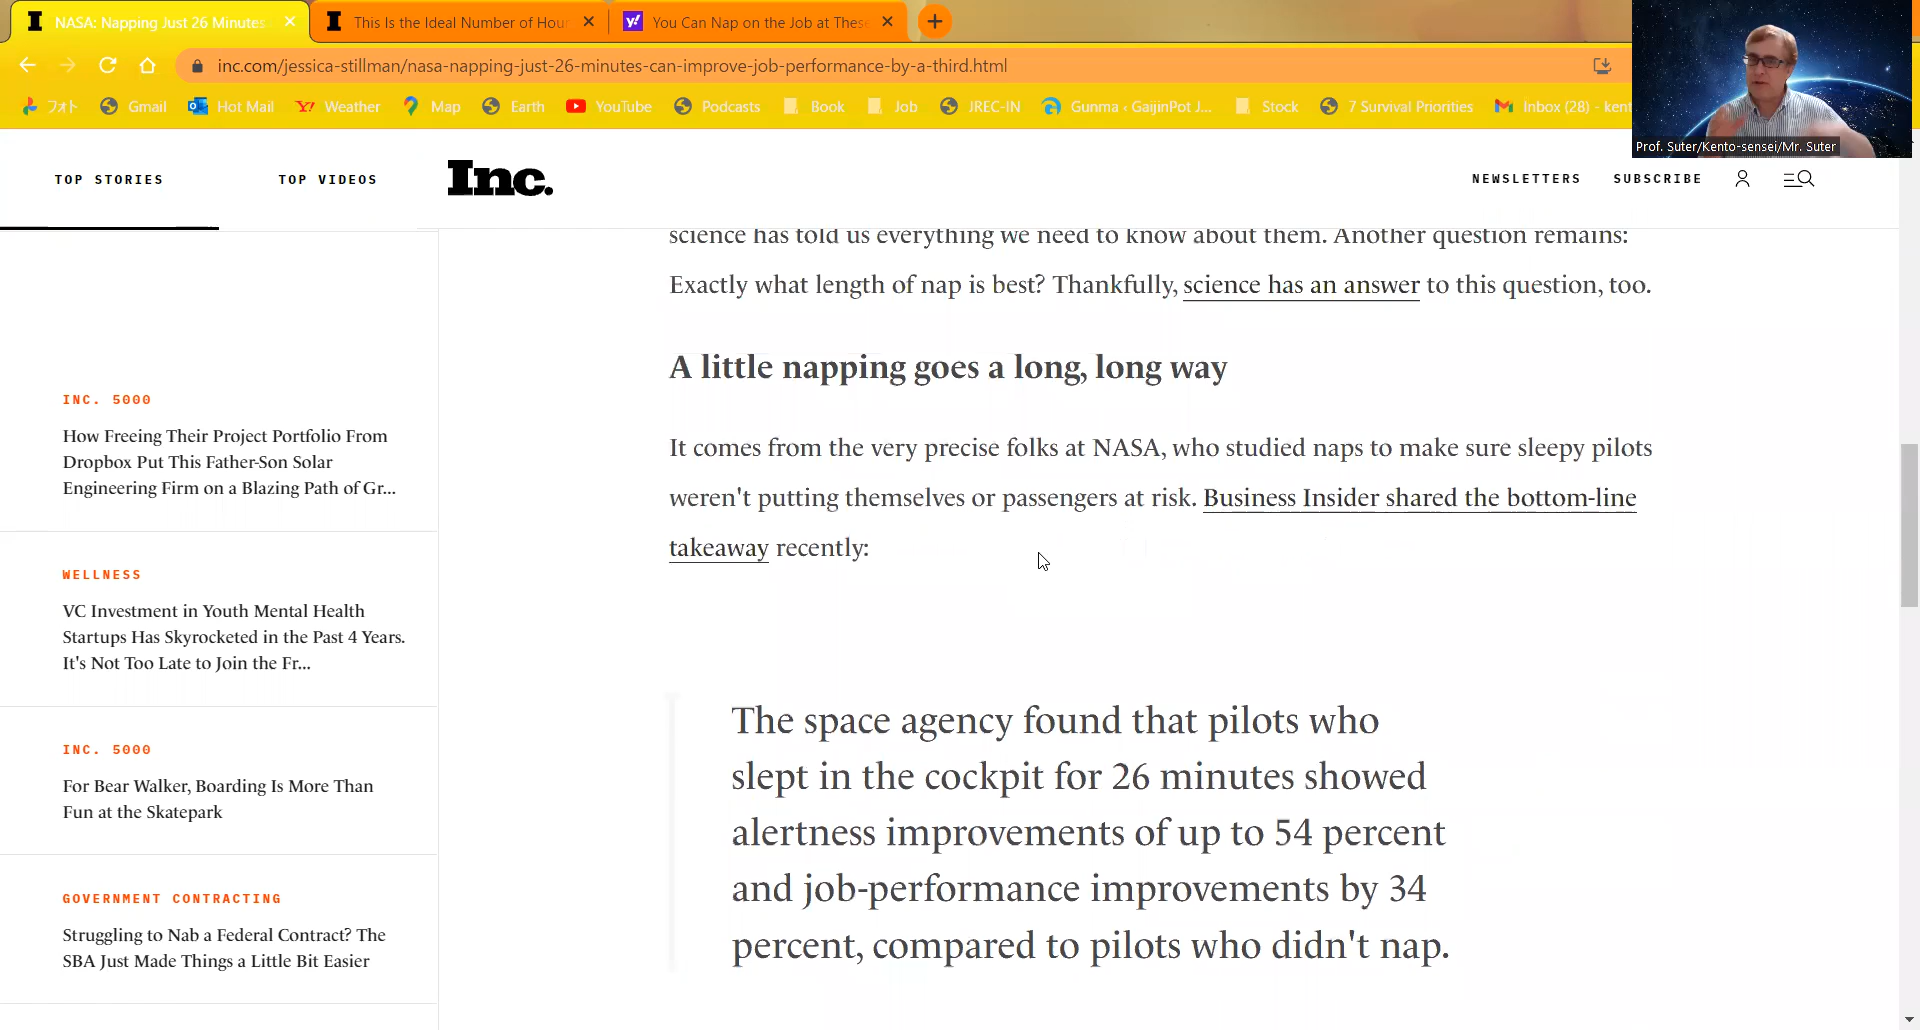 NASA: Napping Just 26 Minutes
This Is the Ideal Number of Hour
y!
You Can Nap on the Job at These
inc.com/jessica-stillman/nasa-napping-just-26-minutes-can-improve-job-performance-by-a-third.html
フォト
Gmail
Hot Mail
Weather
Map
Earth
YouTube
Podcasts
Book
Job
JREC-IN
Gunma ‹ GaijinPot J...
Stock
7 Survival Priorities
Inbox (28) - kent
Prof. Suter/Kento-sensei/Mr. Suter
TOP STORIES
TOP VIDEOS
Inc.
NEWSLETTERS
SUBSCRIBE
science has told us everything we need to know about them. Another question remains:
Exactly what length of nap is best? Thankfully, science has an answer to this question, too.
A little napping goes a long, long way
It comes from the very precise folks at NASA, who studied naps to make sure sleepy pilots
weren't putting themselves or passengers at risk. Business Insider shared the bottom-line
takeaway recently:
The space agency found that pilots who
slept in the cockpit for 26 minutes showed
alertness improvements of up to 54 percent
and job-performance improvements by 34
percent, compared to pilots who didn't nap.
INC. 5000
How Freeing Their Project Portfolio From
Dropbox Put This Father-Son Solar
Engineering Firm on a Blazing Path of Gr...
WELLNESS
VC Investment in Youth Mental Health
Startups Has Skyrocketed in the Past 4 Years.
It's Not Too Late to Join the Fr...
INC. 5000
For Bear Walker, Boarding Is More Than
Fun at the Skatepark
GOVERNMENT CONTRACTING
Struggling to Nab a Federal Contract? The
SBA Just Made Things a Little Bit Easier